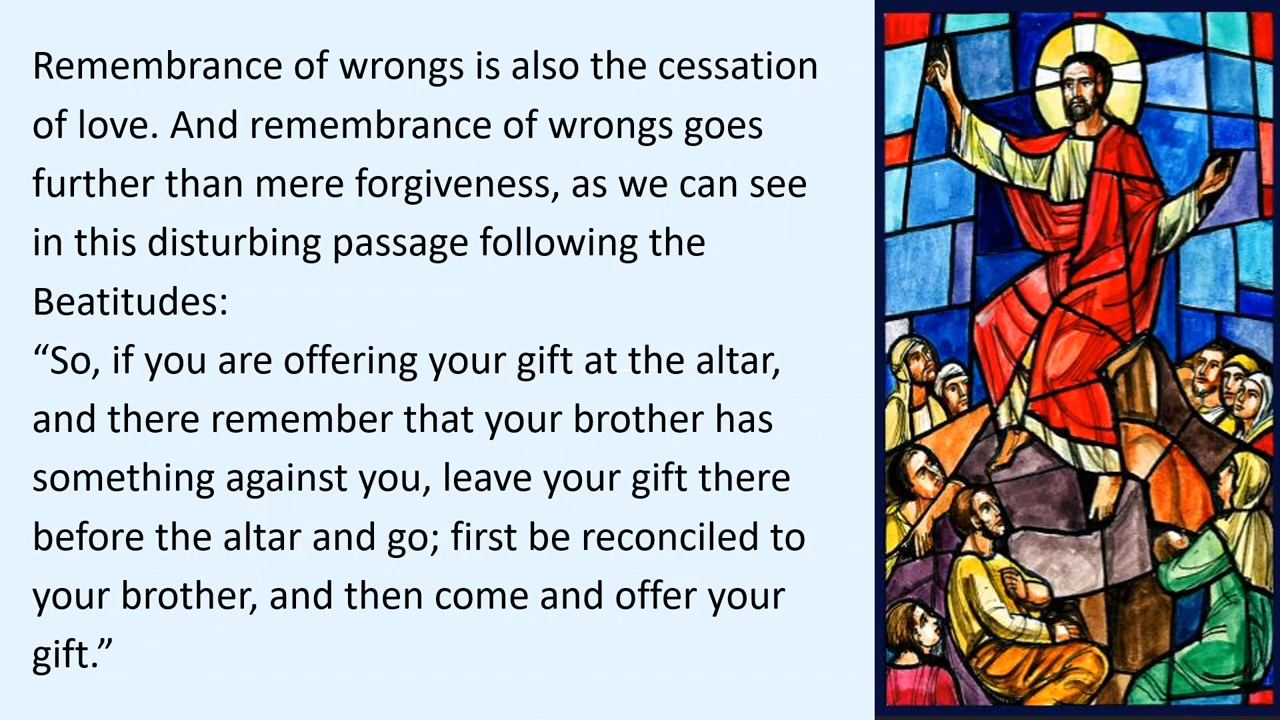 Remembrance of wrongs is also the cessation
of love. And remembrance of wrongs goes
further than mere forgiveness, as we can see
in this disturbing passage following the
Beatitudes:
“So, if you are offering your gift at the altar,
and there remember that your brother has
something against you, leave your gift there
before the altar and go; first be reconciled to
your brother, and then come and offer your
gift.”